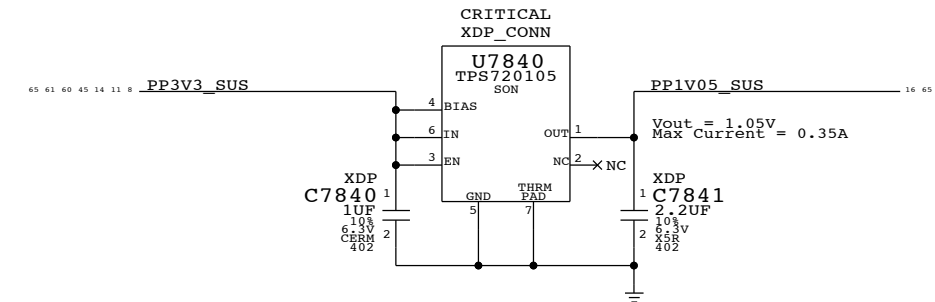 CRITICAL
XDP_CONN
U7840
TPS720105
SON
65 61 60 45 14 11 8 PP3V3_SUS
PP1V05_SUS 16 65
4 BIAS
6 IN
3 EN
OUT 1
NC 2 NC
Vout = 1.05V
Max Current = 0.35A
GND
5
THRM
PAD
7
XDP
C7840 1
1UF
10%
6.3V
CERM 2
402
XDP
1 C7841
2.2UF
10%
6.3V
2 X5R
402